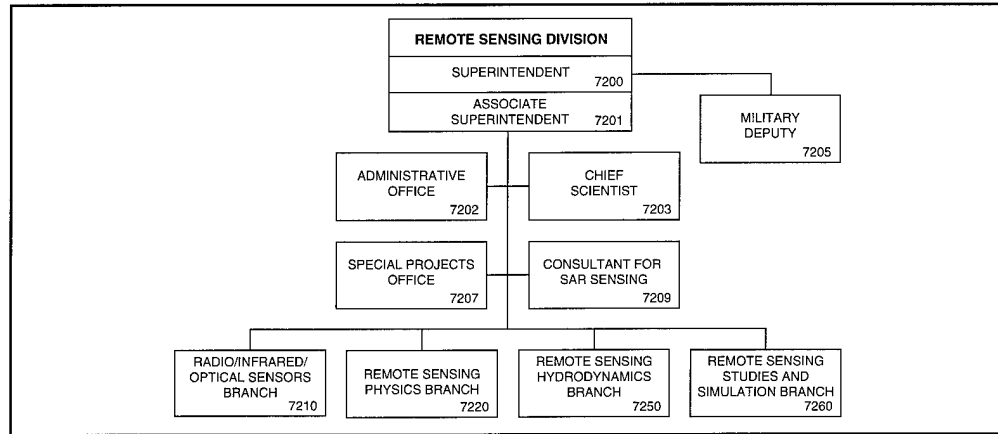 REMOTE SENSING DIVISION
SUPERINTENDENT
7200
ASSOCIATE
SUPERINTENDENT
7201
MILITARY
DEPUTY
7205
ADMINISTRATIVE
OFFICE
7202
CHIEF
SCIENTIST
7203
SPECIAL PROJECTS
OFFICE
7207
CONSULTANT FOR
SAR SENSING
7209
RADIO/INFRARED/
OPTICAL SENSORS
BRANCH
7210
REMOTE SENSING
PHYSICS BRANCH
7220
REMOTE SENSING
HYDRODYNAMICS
BRANCH
7250
REMOTE SENSING
STUDIES AND
SIMULATION BRANCH
7260